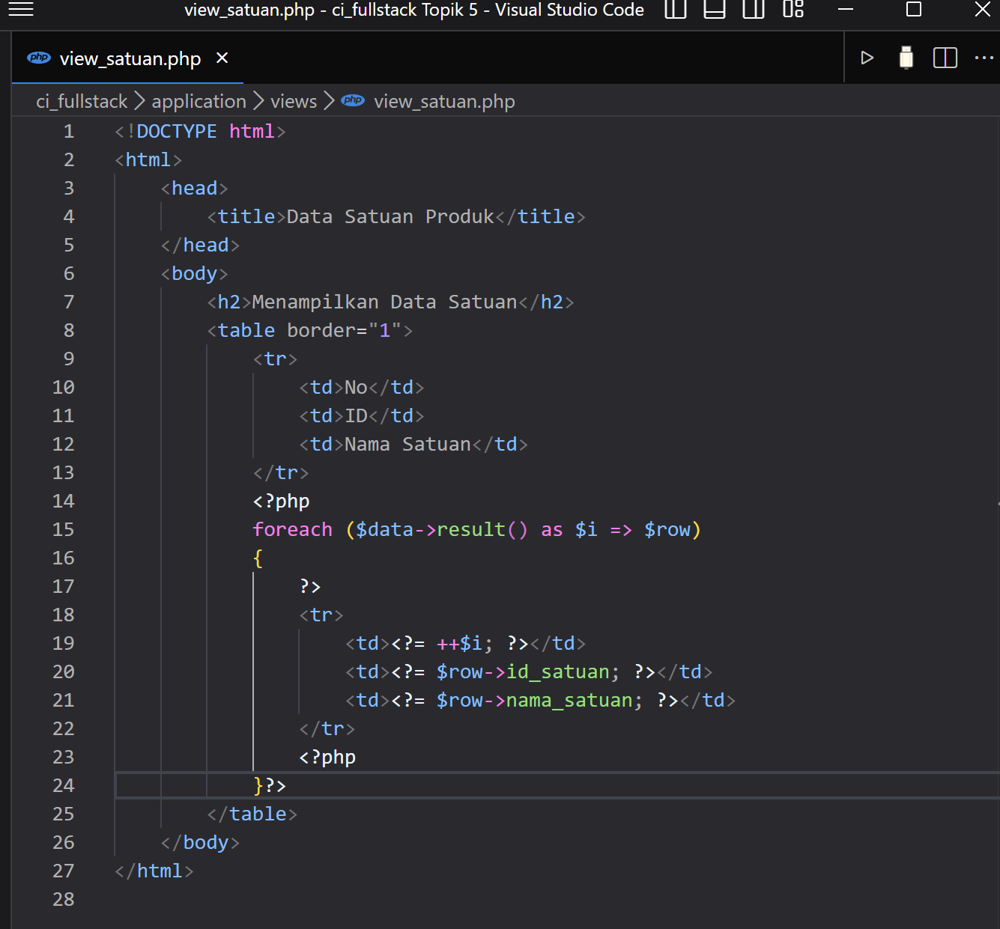 view_satuan.php - ci_fullstack Topik 5 - Visual Studio Code
php view_satuan.php
ci_fullstack > application > views > php view_satuan.php
1 <!DOCTYPE html>
2 <html>
3     <head>
4         <title>Data Satuan Produk</title>
5     </head>
6     <body>
7         <h2>Menampilkan Data Satuan</h2>
8         <table border="1">
9             <tr>
10                 <td>No</td>
11                 <td>ID</td>
12                 <td>Nama Satuan</td>
13             </tr>
14             <?php
15             foreach ($data->result() as $i => $row)
16             {
17                 ?>
18                 <tr>
19                     <td><?= ++$i; ?></td>
20                     <td><?= $row->id_satuan; ?></td>
21                     <td><?= $row->nama_satuan; ?></td>
22                 </tr>
23                 <?php
24             }?>
25         </table>
26     </body>
27 </html>
28